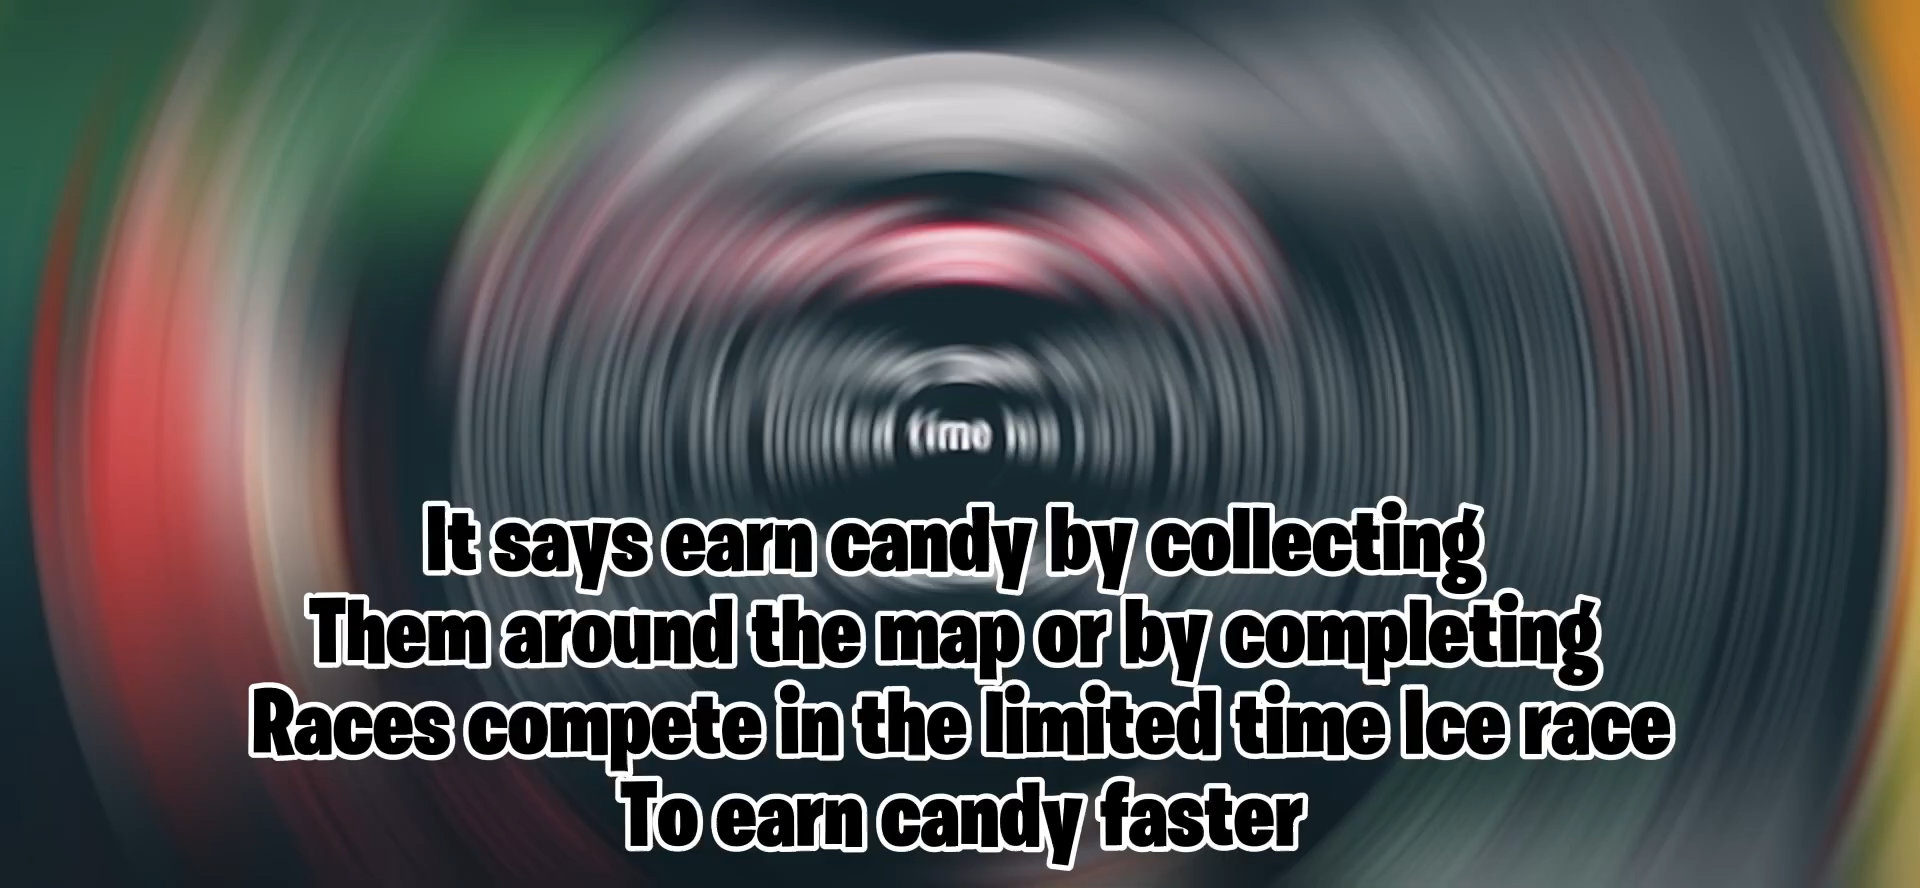 time
It says earn candy by collecting
Them around the map or by completing
Races compete in the limited time Ice race
To earn candy faster